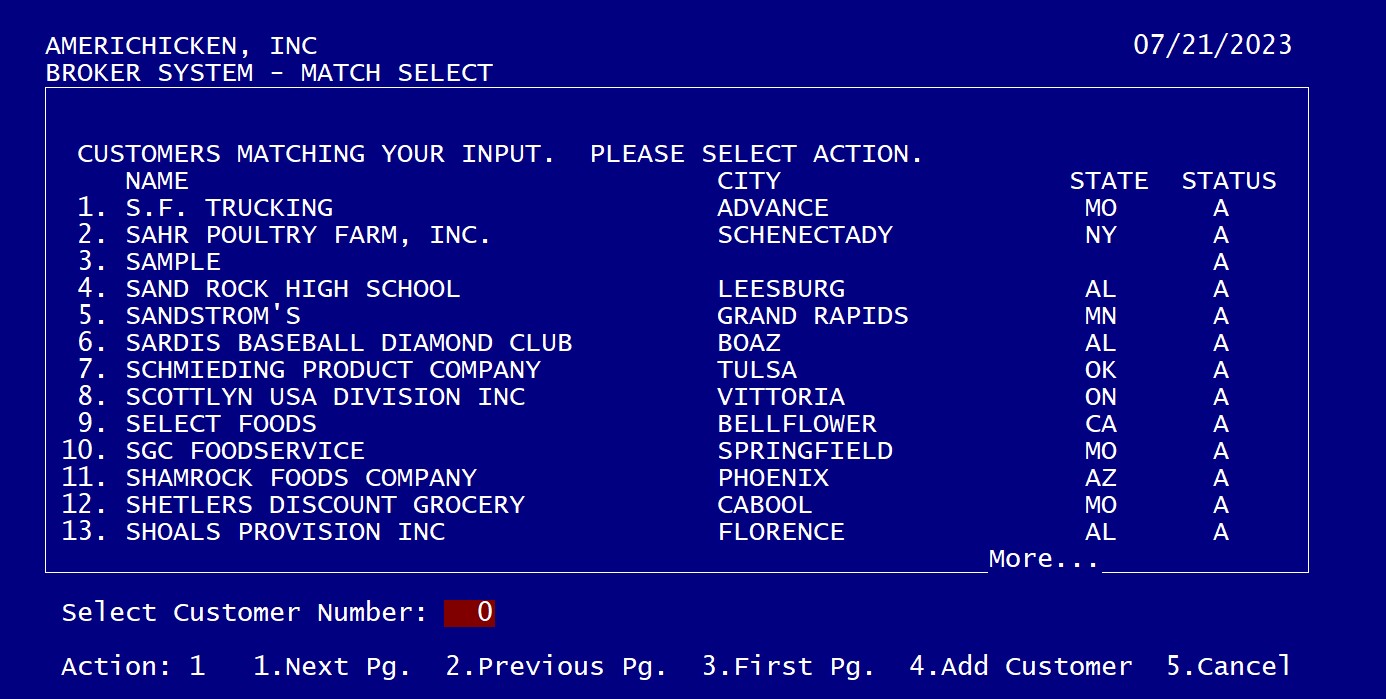 AMERICHICKEN, INC 07/21/2023
BROKER SYSTEM - MATCH SELECT
CUSTOMERS MATCHING YOUR INPUT. PLEASE SELECT ACTION.
NAME CITY STATE STATUS
1. S.F. TRUCKING ADVANCE MO A
2. SAHR POULTRY FARM, INC. SCHENECTADY NY A
3. SAMPLE A
4. SAND ROCK HIGH SCHOOL LEESBURG AL A
5. SANDSTROM'S GRAND RAPIDS MN A
6. SARDIS BASEBALL DIAMOND CLUB BOAZ AL A
7. SCHMIEDING PRODUCT COMPANY TULSA OK A
8. SCOTTLYN USA DIVISION INC VITTORIA ON A
9. SELECT FOODS BELLFLOWER CA A
10. SGC FOODSERVICE SPRINGFIELD MO A
11. SHAMROCK FOODS COMPANY PHOENIX AZ A
12. SHETLERS DISCOUNT GROCERY CABOOL MO A
13. SHOALS PROVISION INC FLORENCE AL A
More...
Select Customer Number: 0
Action: 1 1.Next Pg. 2.Previous Pg. 3.First Pg. 4.Add Customer 5.Cancel